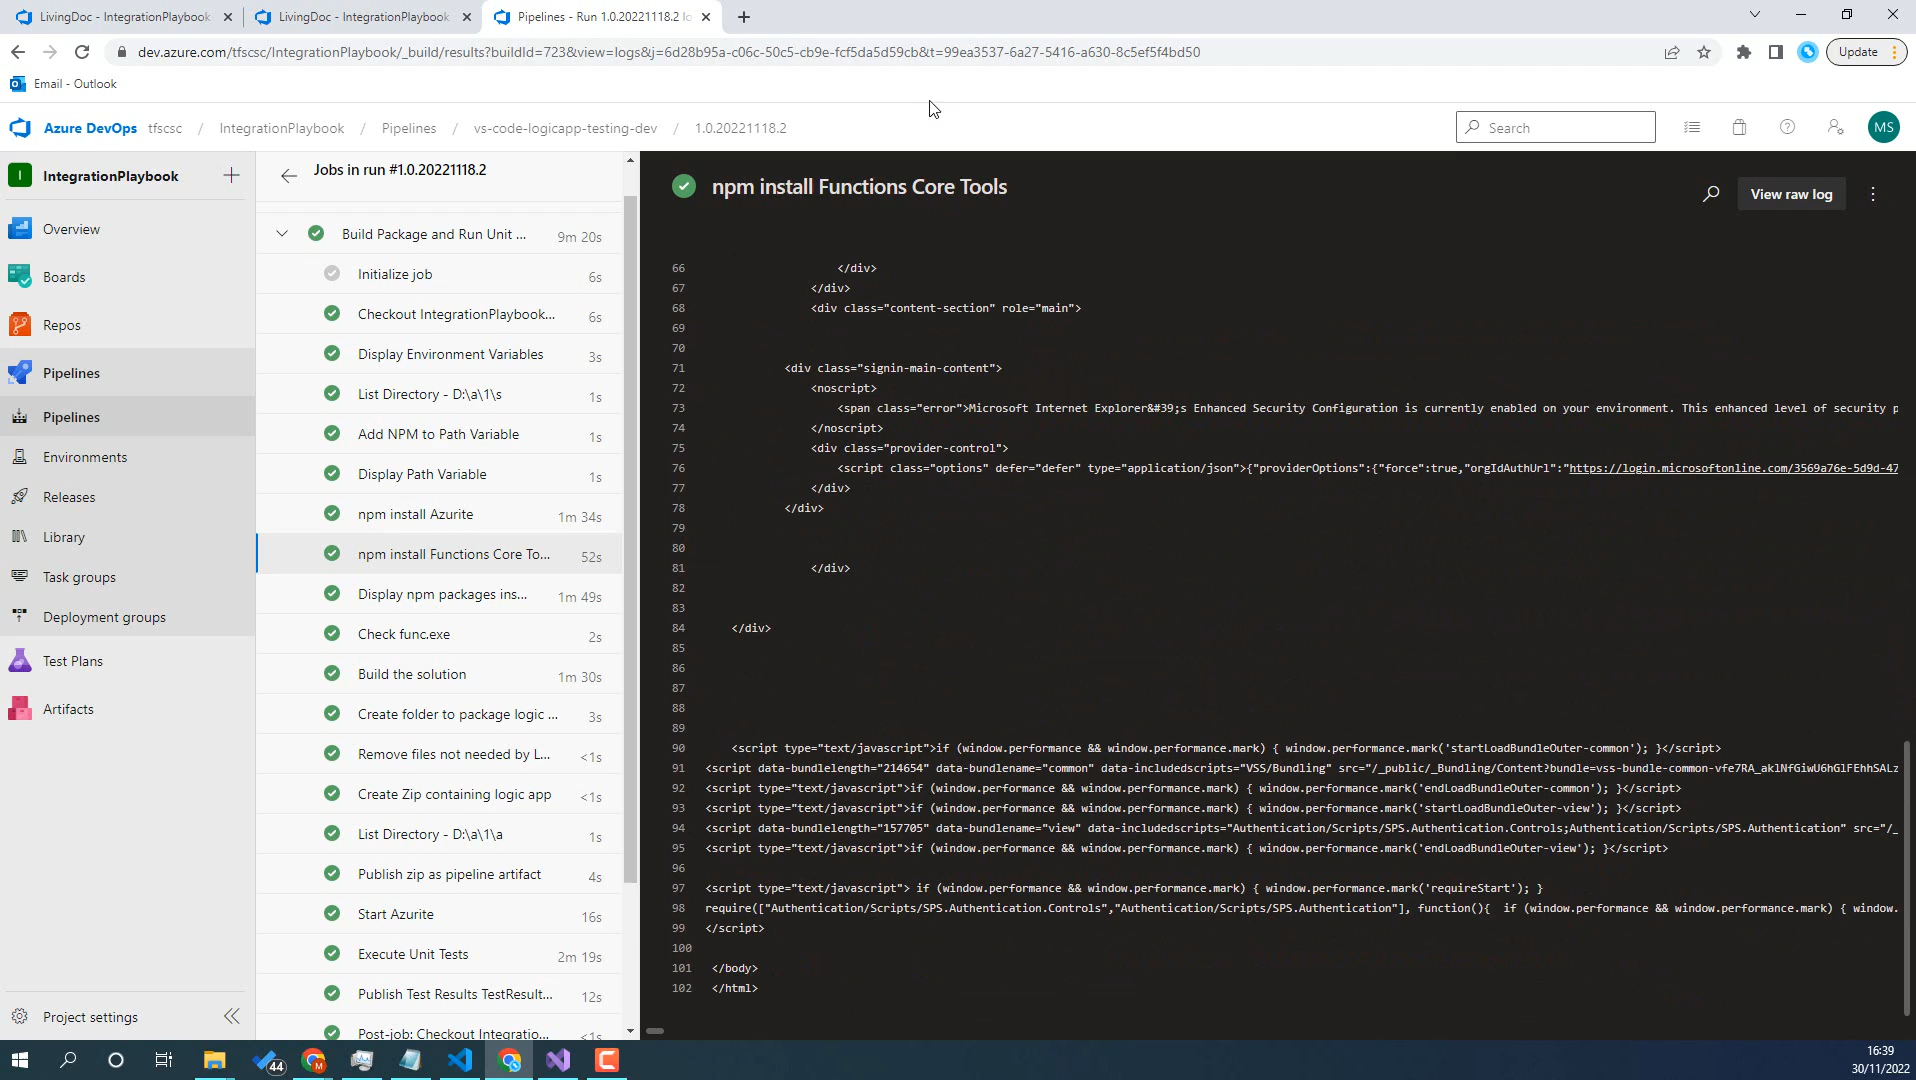 LivingDoc - IntegrationPlaybook
LivingDoc - IntegrationPlaybook
Pipelines - Run 1.0.20221118.2 lo
dev.azure.com/tfscsc/IntegrationPlaybook/_build/results?buildId=723&view=logs&j=6d28b95a-c06c-50c5-cb9e-fcf5da5d59cb&t=99ea3537-6a27-5416-a630-8c5ef5f4bd50
Update
Email - Outlook
Azure DevOps tfscsc / IntegrationPlaybook / Pipelines / vs-code-logicapp-testing-dev / 1.0.20221118.2
Search
MS
I IntegrationPlaybook
Overview
Boards
Repos
Pipelines
Pipelines
Environments
Releases
Library
Task groups
Deployment groups
Test Plans
Artifacts
Project settings
Jobs in run #1.0.20221118.2
Build Package and Run Unit ... 9m 20s
Initialize job 6s
Checkout IntegrationPlaybook... 6s
Display Environment Variables 3s
List Directory - D:\a\1\s 1s
Add NPM to Path Variable 1s
Display Path Variable 1s
npm install Azurite 1m 34s
npm install Functions Core To... 52s
Display npm packages ins... 1m 49s
Check func.exe 2s
Build the solution 1m 30s
Create folder to package logic ... 3s
Remove files not needed by L... <1s
Create Zip containing logic app <1s
List Directory - D:\a\1\a 1s
Publish zip as pipeline artifact 4s
Start Azurite 16s
Execute Unit Tests 2m 19s
Publish Test Results TestResult... 12s
Post-job: Checkout Integratio... <1s
npm install Functions Core Tools
View raw log
66 </div>
67 </div>
68 <div class="content-section" role="main">
69
70
71 <div class="signin-main-content">
72 <noscript>
73 <span class="error">Microsoft Internet Explorer&#39;s Enhanced Security Configuration is currently enabled on your environment. This enhanced level of security p
74 </noscript>
75 <div class="provider-control">
76 <script class="options" defer="defer" type="application/json">{"providerOptions":{"force":true,"orgIdAuthUrl":"https://login.microsoftonline.com/3569a76e-5d9d-47
77 </div>
78 </div>
79
80
81 </div>
82
83
84 </div>
85
86
87
88
89
90 <script type="text/javascript">if (window.performance && window.performance.mark) { window.performance.mark('startLoadBundleOuter-common'); }</script>
91 <script data-bundlelength="214654" data-bundlename="common" data-includedscripts="VSS/Bundling" src="/_public/_Bundling/Content?bundle=vss-bundle-common-vfe7RA_aklNfGiwU6hGlFEhhSALz
92 <script type="text/javascript">if (window.performance && window.performance.mark) { window.performance.mark('endLoadBundleOuter-common'); }</script>
93 <script type="text/javascript">if (window.performance && window.performance.mark) { window.performance.mark('startLoadBundleOuter-view'); }</script>
94 <script data-bundlelength="157705" data-bundlename="view" data-includedscripts="Authentication/Scripts/SPS.Authentication.Controls;Authentication/Scripts/SPS.Authentication" src="/_
95 <script type="text/javascript">if (window.performance && window.performance.mark) { window.performance.mark('endLoadBundleOuter-view'); }</script>
96
97 <script type="text/javascript"> if (window.performance && window.performance.mark) { window.performance.mark('requireStart'); }
98 require(["Authentication/Scripts/SPS.Authentication.Controls","Authentication/Scripts/SPS.Authentication"], function(){ if (window.performance && window.performance.mark) { window.
99 </script>
100
101 </body>
102 </html>
44
M
16:39
30/11/2022